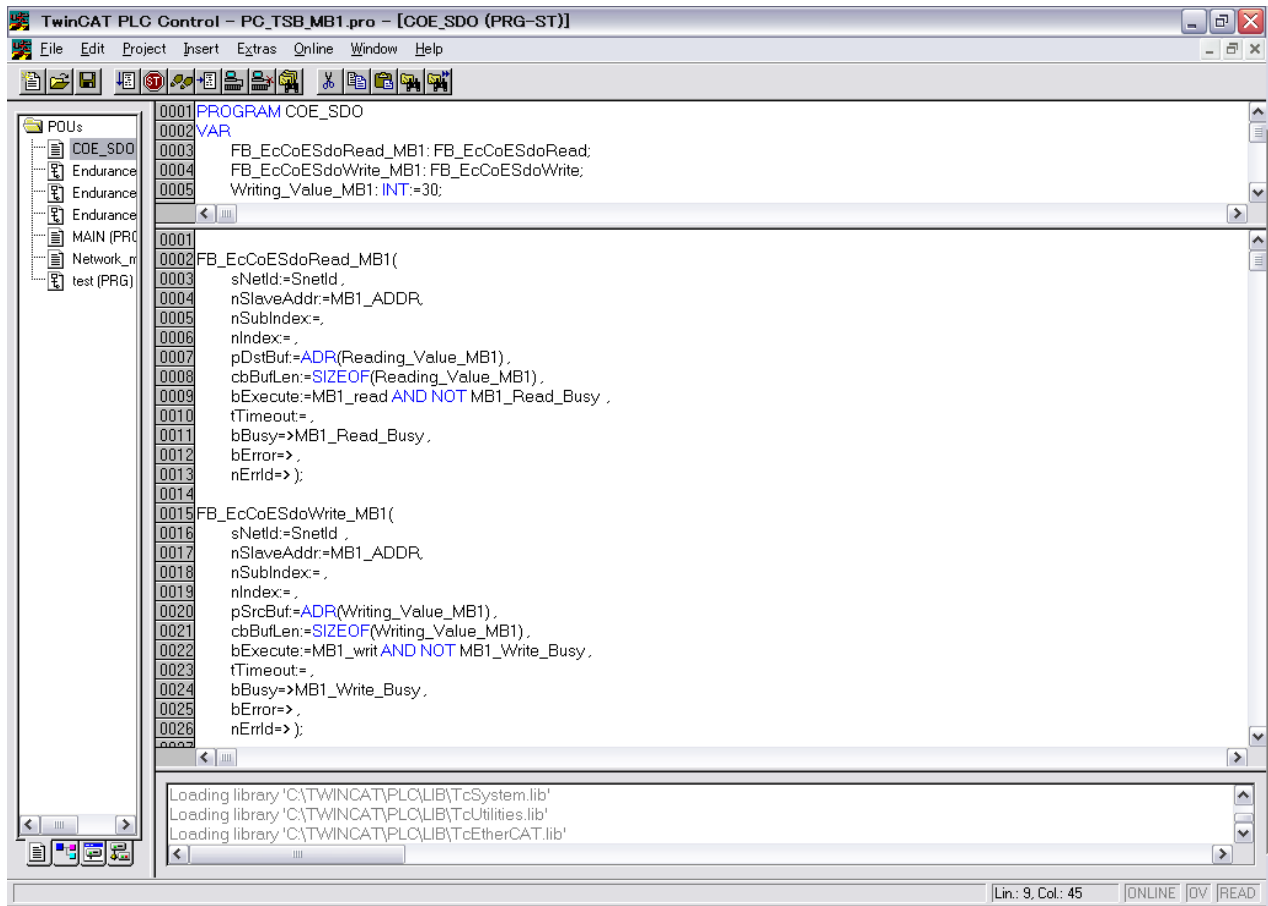 TwinCAT PLC Control - PC_TSB_MB1.pro - [COE_SDO (PRG-ST)]
File Edit Project Insert Extras Online Window Help
POUs
COE_SDO
Endurance
Endurance
Endurance
MAIN (PRG
Network_m
test (PRG)
0001 PROGRAM COE_SDO
0002 VAR
0003 FB_EcCoESdoRead_MB1: FB_EcCoESdoRead;
0004 FB_EcCoESdoWrite_MB1: FB_EcCoESdoWrite;
0005 Writing_Value_MB1: INT:=30;
0001
0002 FB_EcCoESdoRead_MB1(
0003 sNetId:=SnetId ,
0004 nSlaveAddr:=MB1_ADDR,
0005 nSubIndex:=,
0006 nIndex:= ,
0007 pDstBuf:=ADR(Reading_Value_MB1) ,
0008 cbBufLen:=SIZEOF(Reading_Value_MB1) ,
0009 bExecute:=MB1_read AND NOT MB1_Read_Busy ,
0010 tTimeout:= ,
0011 bBusy=>MB1_Read_Busy ,
0012 bError=> ,
0013 nErrId=> );
0014
0015 FB_EcCoESdoWrite_MB1(
0016 sNetId:=SnetId ,
0017 nSlaveAddr:=MB1_ADDR,
0018 nSubIndex:= ,
0019 nIndex:= ,
0020 pSrcBuf:=ADR(Writing_Value_MB1) ,
0021 cbBufLen:=SIZEOF(Writing_Value_MB1) ,
0022 bExecute:=MB1_writ AND NOT MB1_Write_Busy ,
0023 tTimeout:= ,
0024 bBusy=>MB1_Write_Busy ,
0025 bError=> ,
0026 nErrId=> );
0027
Loading library 'C:\TWINCAT\PLC\LIB\TcSystem.lib'
Loading library 'C:\TWINCAT\PLC\LIB\TcUtilities.lib'
Loading library 'C:\TWINCAT\PLC\LIB\TcEtherCAT.lib'
Lin.: 9, Col.: 45 ONLINE OV READ